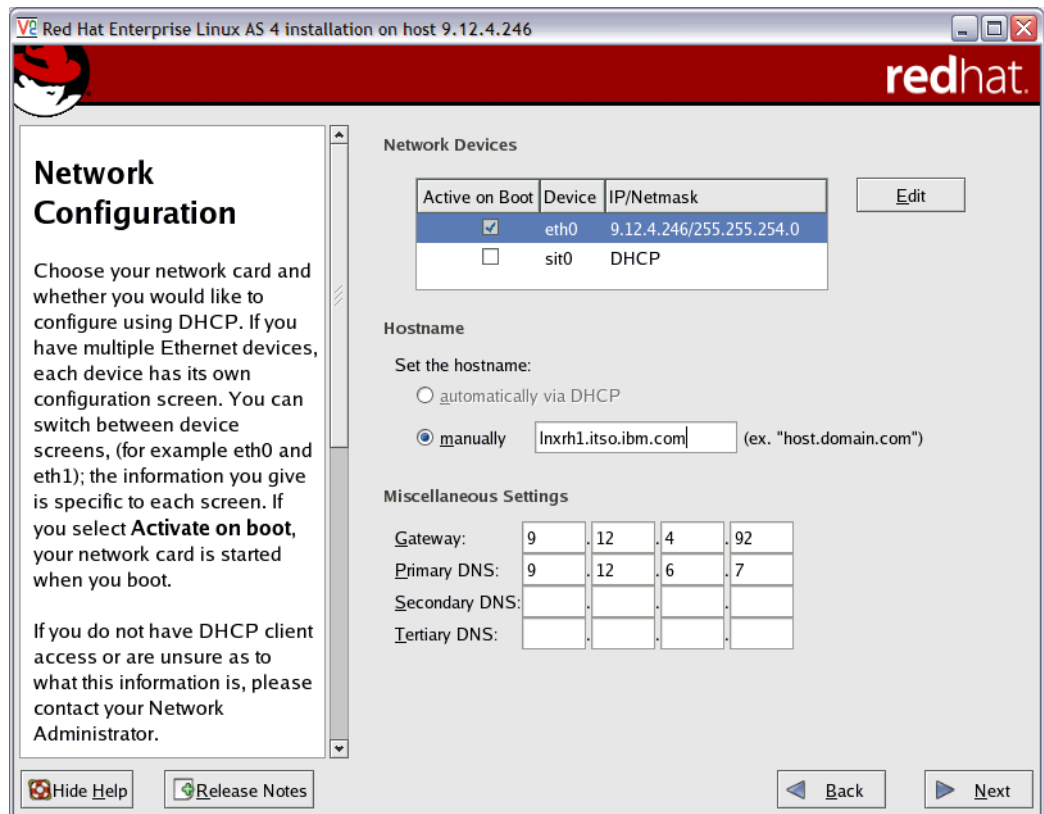 Red Hat Enterprise Linux AS 4 installation on host 9.12.4.246
redhat.
Network
Configuration
Choose your network card and
whether you would like to
configure using DHCP. If you
have multiple Ethernet devices,
each device has its own
configuration screen. You can
switch between device
screens, (for example eth0 and
eth1); the information you give
is specific to each screen. If
you select Activate on boot,
your network card is started
when you boot.
If you do not have DHCP client
access or are unsure as to
what this information is, please
contact your Network
Administrator.
Network Devices
Active on Boot Device IP/Netmask
eth0 9.12.4.246/255.255.254.0
sit0 DHCP
Edit
Hostname
Set the hostname:
automatically via DHCP
manually lnxrh1.itso.ibm.com (ex. "host.domain.com")
Miscellaneous Settings
Gateway: 9 . 12 . 4 . 92
Primary DNS: 9 . 12 . 6 . 7
Secondary DNS: . . .
Tertiary DNS: . . .
Hide Help Release Notes Back Next